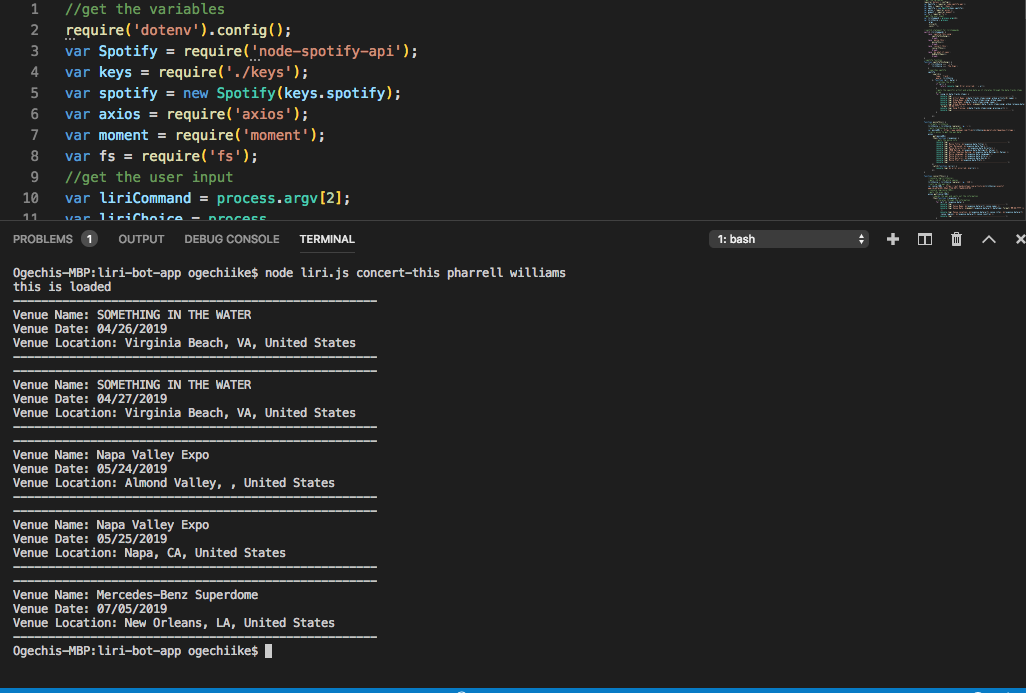 1 //get the variables
2 require('dotenv').config();
3 var Spotify = require('node-spotify-api');
4 var keys = require('./keys');
5 var spotify = new Spotify(keys.spotify);
6 var axios = require('axios');
7 var moment = require('moment');
8 var fs = require('fs');
9 //get the user input
10 var liriCommand = process.argv[2];
11 var liriChoice = process
PROBLEMS 1 OUTPUT DEBUG CONSOLE TERMINAL 1: bash
Ogechis-MBP:liri-bot-app ogechiike$ node liri.js concert-this pharrell williams
this is loaded
----------------------------------------------------
Venue Name: SOMETHING IN THE WATER
Venue Date: 04/26/2019
Venue Location: Virginia Beach, VA, United States
----------------------------------------------------
----------------------------------------------------
Venue Name: SOMETHING IN THE WATER
Venue Date: 04/27/2019
Venue Location: Virginia Beach, VA, United States
----------------------------------------------------
----------------------------------------------------
Venue Name: Napa Valley Expo
Venue Date: 05/24/2019
Venue Location: Almond Valley, , United States
----------------------------------------------------
----------------------------------------------------
Venue Name: Napa Valley Expo
Venue Date: 05/25/2019
Venue Location: Napa, CA, United States
----------------------------------------------------
----------------------------------------------------
Venue Name: Mercedes-Benz Superdome
Venue Date: 07/05/2019
Venue Location: New Orleans, LA, United States
----------------------------------------------------
Ogechis-MBP:liri-bot-app ogechiike$